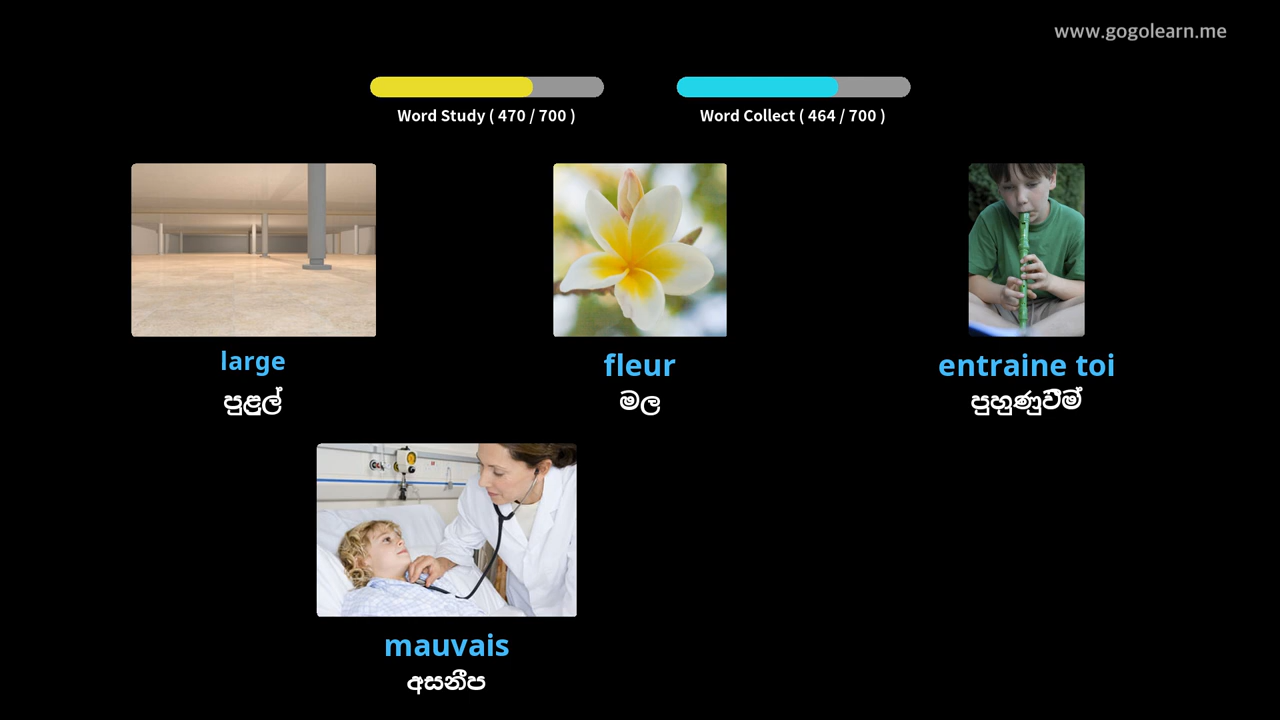 www.gogolearn.me
Word Study ( 470 / 700 )
Word Collect ( 464 / 700 )
large
පුළුල්
fleur
මල
entraine toi
පුහුණුවීම්
mauvais
අසනීප